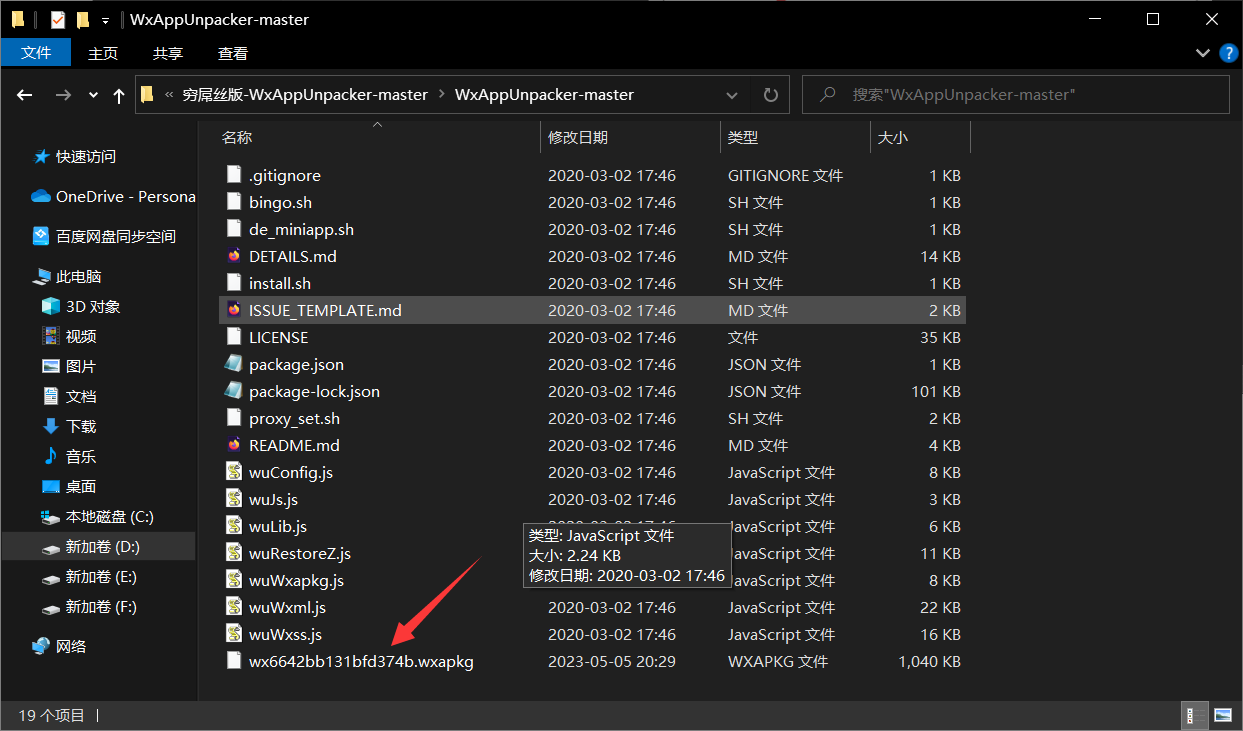 WxAppUnpacker-master
文件 主页 共享 查看
« 穷屌丝版-WxAppUnpacker-master › WxAppUnpacker-master 搜索"WxAppUnpacker-master"
名称 修改日期 类型 大小
快速访问
OneDrive - Persona
百度网盘同步空间
此电脑
3D 对象
视频
图片
文档
下载
音乐
桌面
本地磁盘 (C:)
新加卷 (D:)
新加卷 (E:)
新加卷 (F:)
网络
.gitignore 2020-03-02 17:46 GITIGNORE 文件 1 KB
bingo.sh 2020-03-02 17:46 SH 文件 1 KB
de_miniapp.sh 2020-03-02 17:46 SH 文件 1 KB
DETAILS.md 2020-03-02 17:46 MD 文件 14 KB
install.sh 2020-03-02 17:46 SH 文件 1 KB
ISSUE_TEMPLATE.md 2020-03-02 17:46 MD 文件 2 KB
LICENSE 2020-03-02 17:46 文件 35 KB
package.json 2020-03-02 17:46 JSON 文件 1 KB
package-lock.json 2020-03-02 17:46 JSON 文件 101 KB
proxy_set.sh 2020-03-02 17:46 SH 文件 2 KB
README.md 2020-03-02 17:46 MD 文件 4 KB
wuConfig.js 2020-03-02 17:46 JavaScript 文件 8 KB
wuJs.js 2020-03-02 17:46 JavaScript 文件 3 KB
wuLib.js 2020-03-02 17:46 JavaScript 文件 6 KB
wuRestoreZ.js JavaScript 文件 11 KB
wuWxapkg.js JavaScript 文件 8 KB
wuWxml.js 2020-03-02 17:46 JavaScript 文件 22 KB
wuWxss.js 2020-03-02 17:46 JavaScript 文件 16 KB
wx6642bb131bfd374b.wxapkg 2023-05-05 20:29 WXAPKG 文件 1,040 KB
类型: JavaScript 文件
大小: 2.24 KB
修改日期: 2020-03-02 17:46
19 个项目